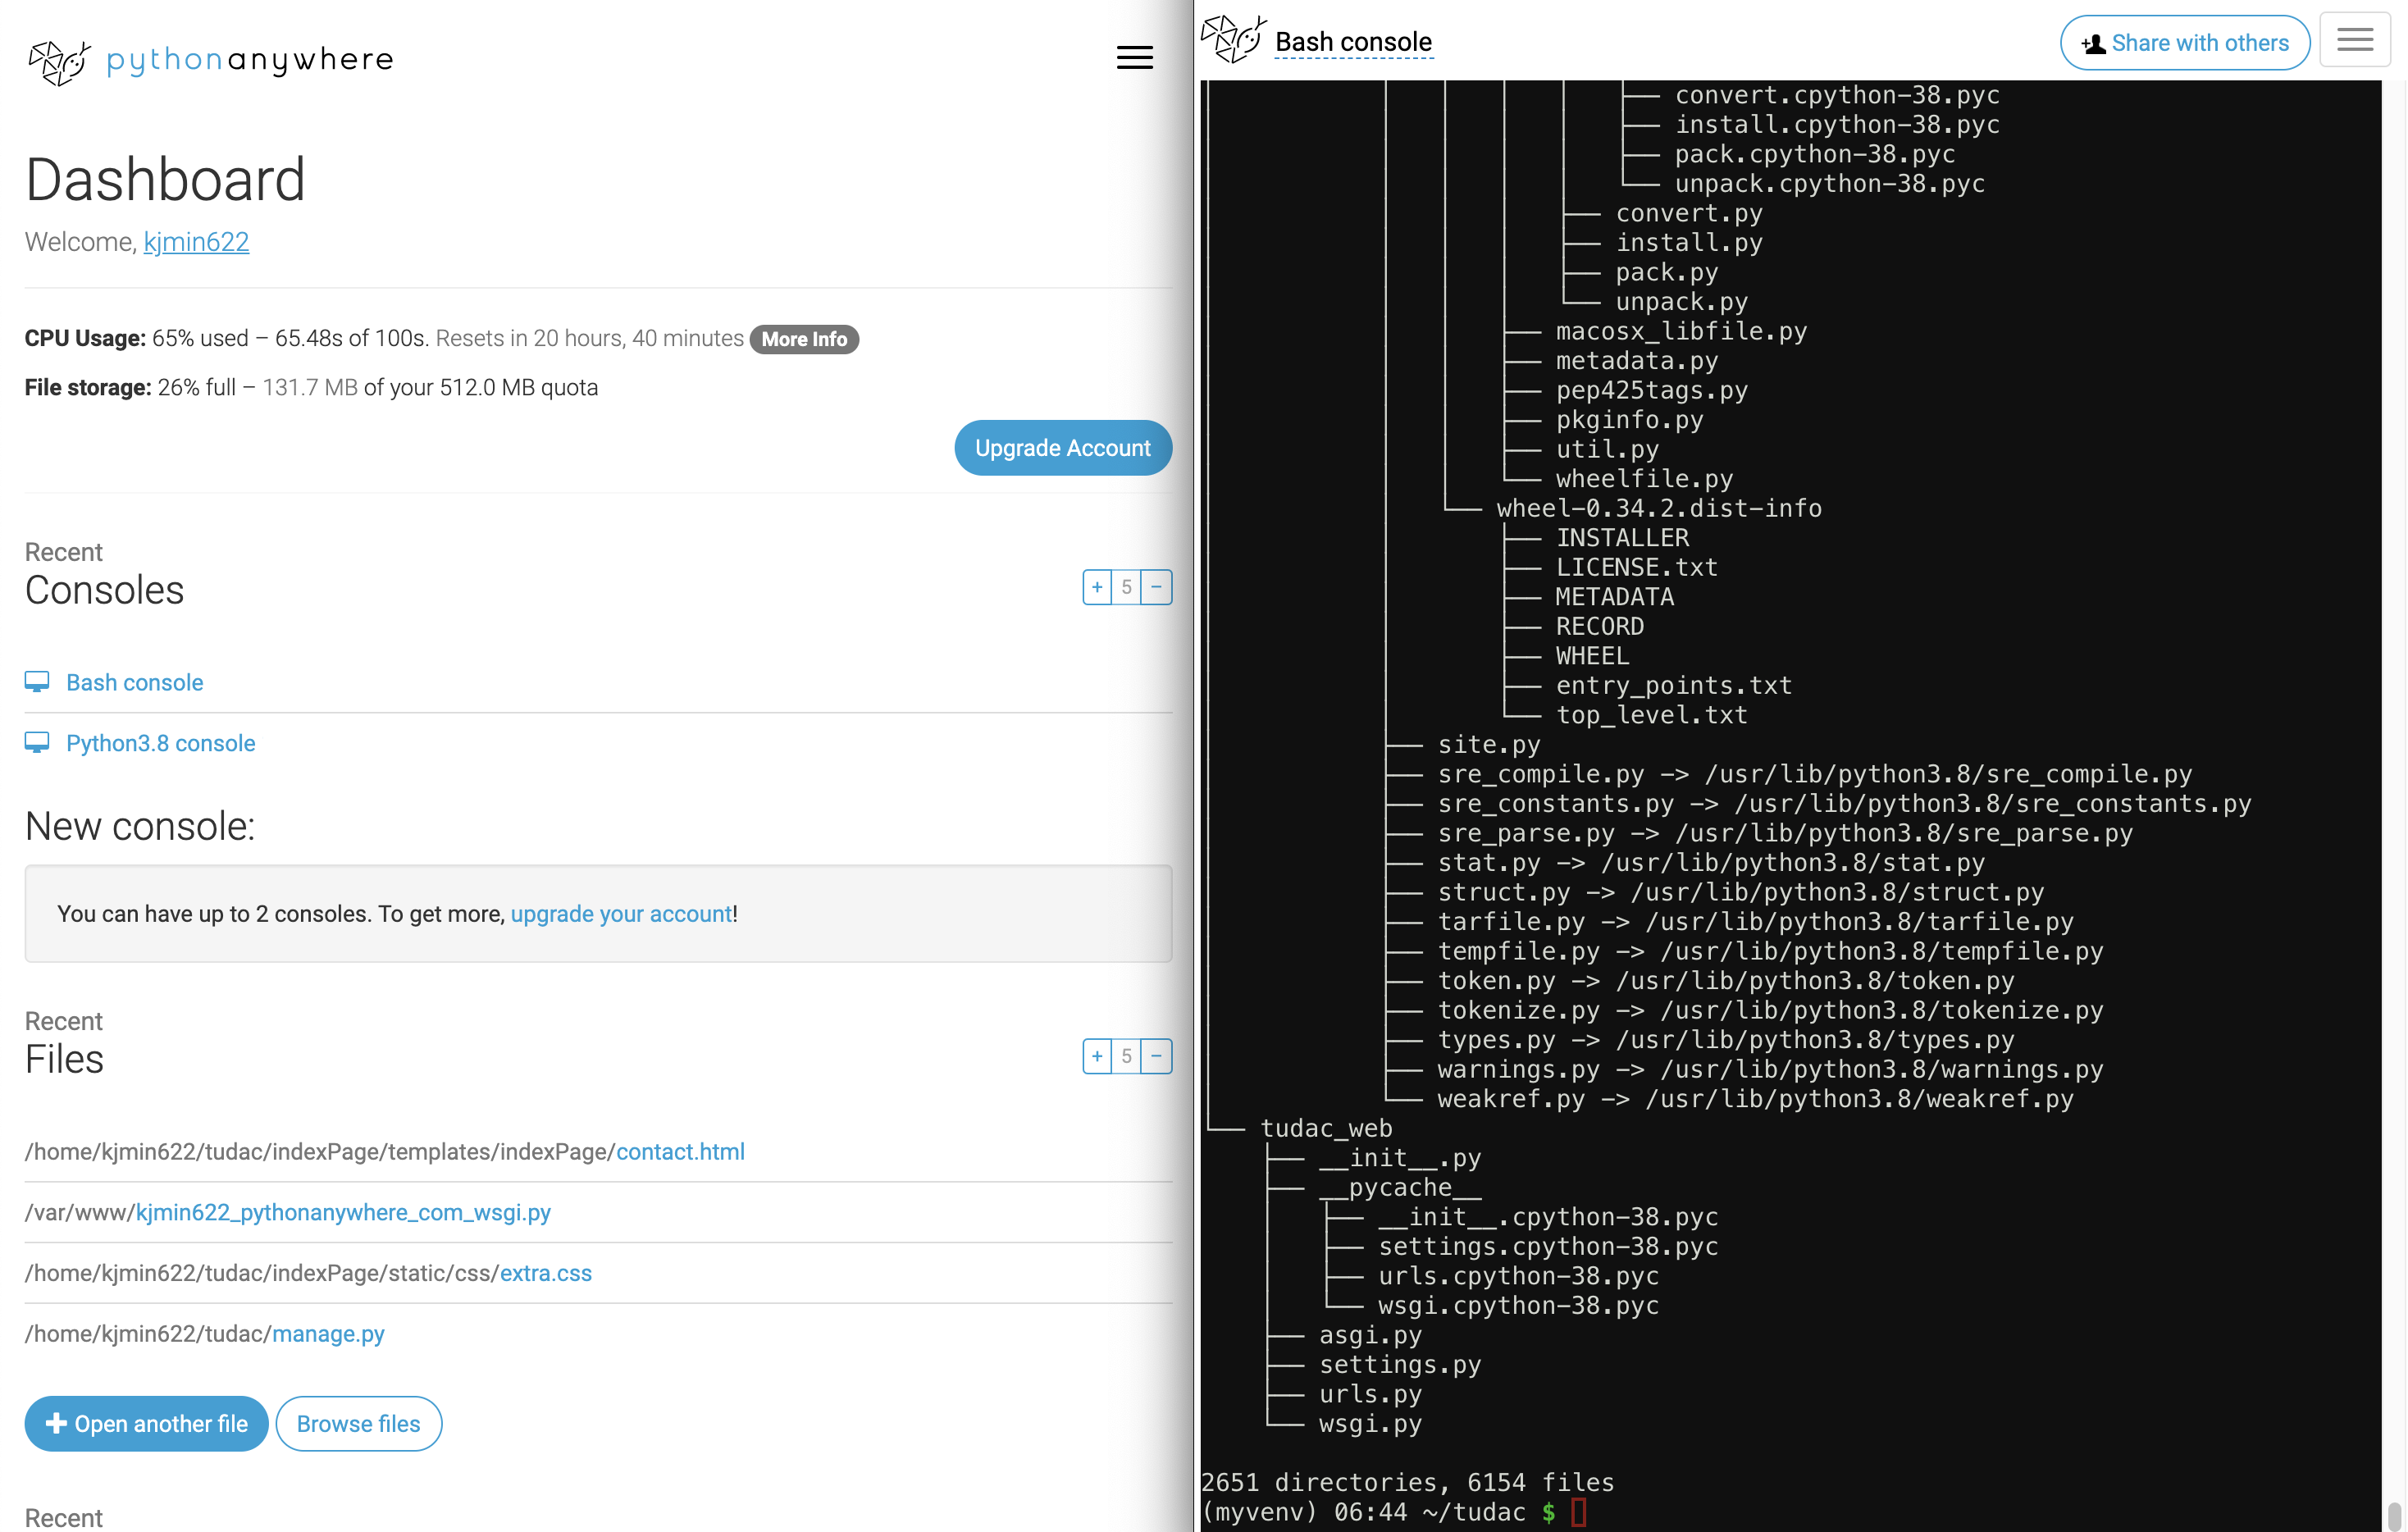 pythonanywhere
Dashboard
Welcome, kjmin622
CPU Usage: 65% used – 65.48s of 100s. Resets in 20 hours, 40 minutes More Info
File storage: 26% full – 131.7 MB of your 512.0 MB quota
Upgrade Account
Recent
Consoles
+ 5 −
Bash console
Python3.8 console
New console:
You can have up to 2 consoles. To get more, upgrade your account!
Recent
Files
+ 5 −
/home/kjmin622/tudac/indexPage/templates/indexPage/contact.html
/var/www/kjmin622_pythonanywhere_com_wsgi.py
/home/kjmin622/tudac/indexPage/static/css/extra.css
/home/kjmin622/tudac/manage.py
Open another file
Browse files
Recent
Bash console
Share with others
convert.cpython-38.pyc
install.cpython-38.pyc
pack.cpython-38.pyc
unpack.cpython-38.pyc
convert.py
install.py
pack.py
unpack.py
macosx_libfile.py
metadata.py
pep425tags.py
pkginfo.py
util.py
wheelfile.py
wheel-0.34.2.dist-info
INSTALLER
LICENSE.txt
METADATA
RECORD
WHEEL
entry_points.txt
top_level.txt
site.py
sre_compile.py -> /usr/lib/python3.8/sre_compile.py
sre_constants.py -> /usr/lib/python3.8/sre_constants.py
sre_parse.py -> /usr/lib/python3.8/sre_parse.py
stat.py -> /usr/lib/python3.8/stat.py
struct.py -> /usr/lib/python3.8/struct.py
tarfile.py -> /usr/lib/python3.8/tarfile.py
tempfile.py -> /usr/lib/python3.8/tempfile.py
token.py -> /usr/lib/python3.8/token.py
tokenize.py -> /usr/lib/python3.8/tokenize.py
types.py -> /usr/lib/python3.8/types.py
warnings.py -> /usr/lib/python3.8/warnings.py
weakref.py -> /usr/lib/python3.8/weakref.py
tudac_web
__init__.py
__pycache__
__init__.cpython-38.pyc
settings.cpython-38.pyc
urls.cpython-38.pyc
wsgi.cpython-38.pyc
asgi.py
settings.py
urls.py
wsgi.py
2651 directories, 6154 files
(myvenv) 06:44 ~/tudac $